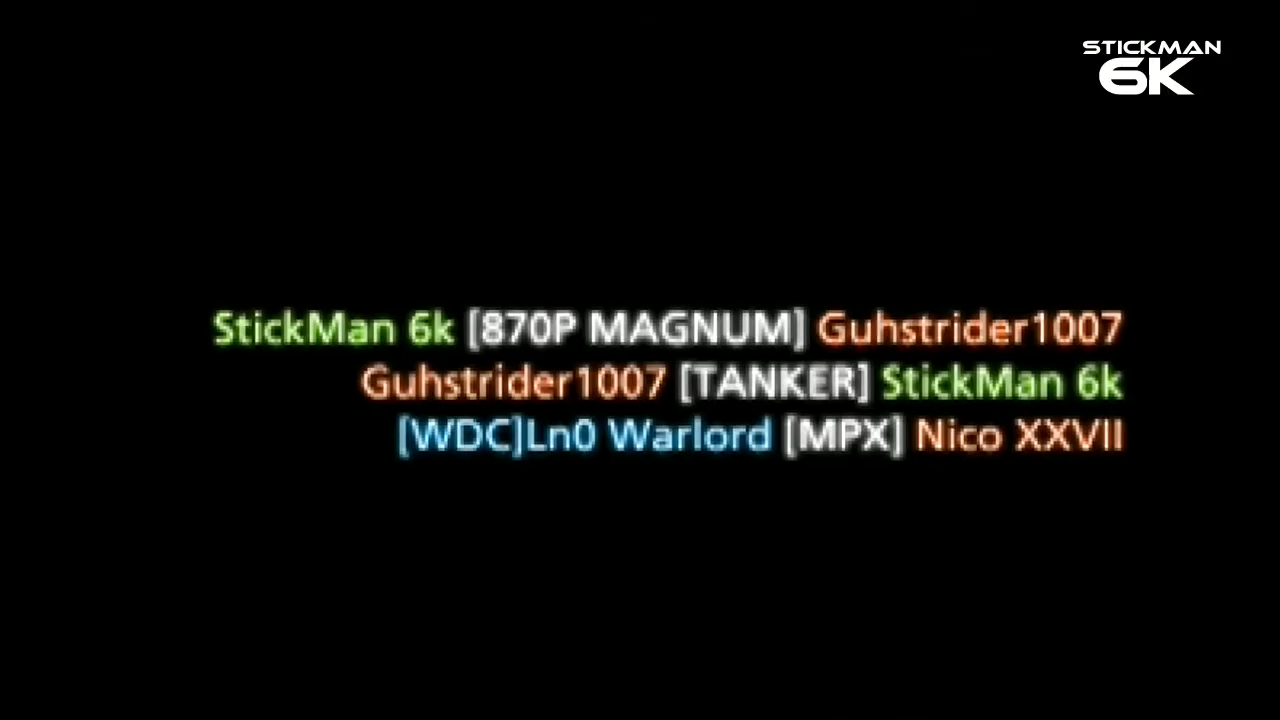 STICKMAN
6K
StickMan 6k [870P MAGNUM] Guhstrider1007
Guhstrider1007 [TANKER] StickMan 6k
[WDC]Ln0 Warlord [MPX] Nico XXVII